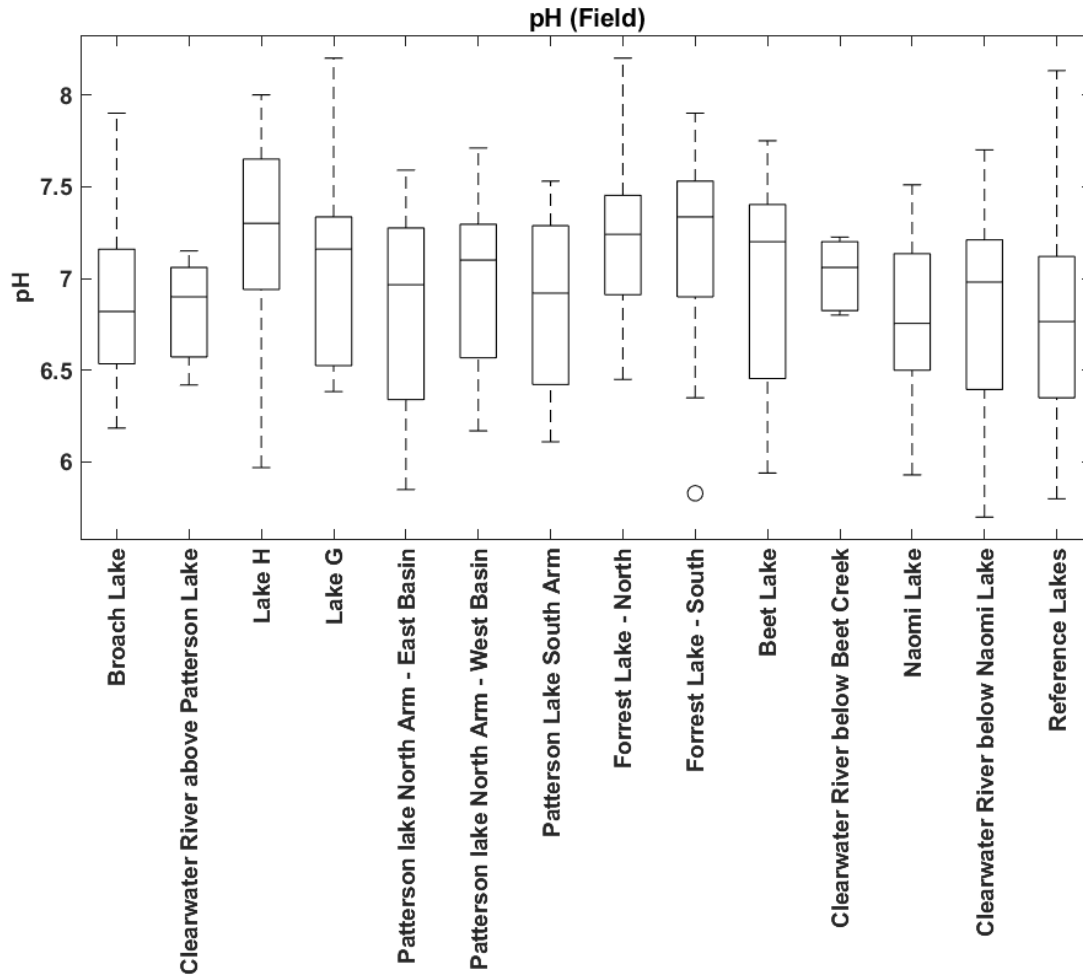 pH (Field)
8
7.5
7
6.5
6
pH
Broach Lake
Clearwater River above Patterson Lake
Lake H
Lake G
Patterson lake North Arm - East Basin
Patterson lake North Arm - West Basin
Patterson Lake South Arm
Forrest Lake - North
Forrest Lake - South
Beet Lake
Clearwater River below Beet Creek
Naomi Lake
Clearwater River below Naomi Lake
Reference Lakes